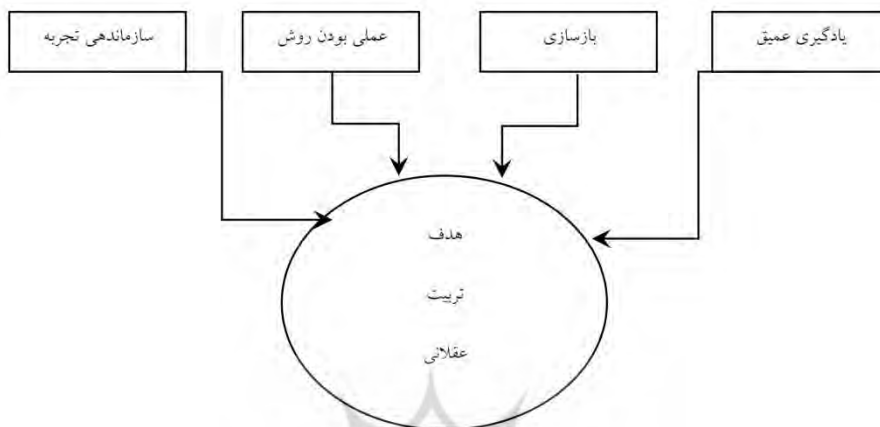 یادگیری عمیق
بازسازی
عملی بودن روش
سازماندهی تجربه
هدف
تربیت
عقلانی